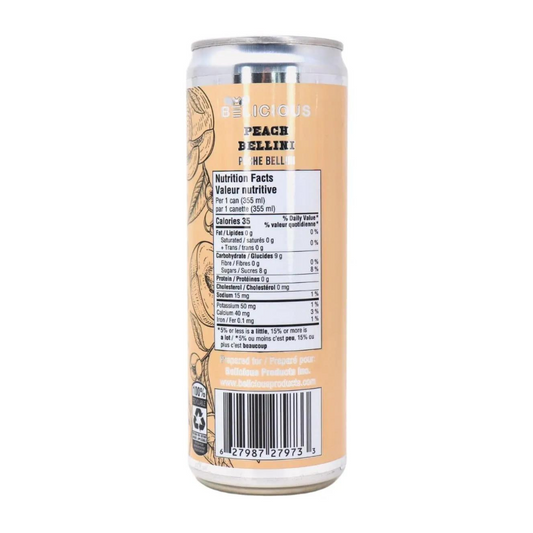 BELICIOUS
PEACH
BELLINI
Nutrition Facts
Valeur nutritive
Per 1 can (355 ml)
par 1 canette (355 ml)
Calories 35
% Daily Value*
% valeur quotidienne*
Fat / Lipides 0 g 0 %
Saturated / saturés 0 g
+ Trans / trans 0 g
0 %
Carbohydrate / Glucides 9 g
Fibre / Fibres 0 g 0 %
Sugars / Sucres 8 g 8 %
Protein / Protéines 0 g
Cholesterol / Cholestérol 0 mg
Sodium 15 mg 1 %
Potassium 50 mg 1 %
Calcium 40 mg 3 %
Iron / Fer 0.1 mg 1 %
*5% or less is a little, 15% or more is
a lot / *5% ou moins c'est peu, 15% ou
plus c'est beaucoup
Prepared for / Préparé pour:
Belicious Products Inc.
www.beliciousproducts.com
100%
6 27987 27973 3